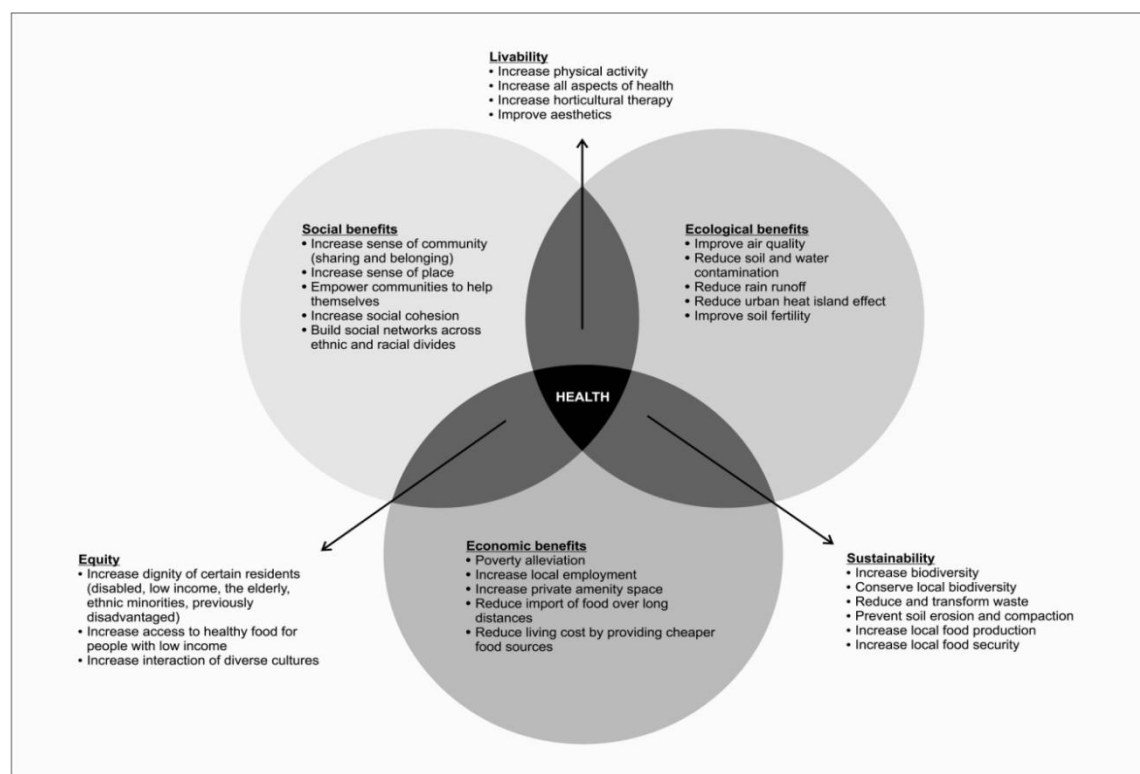 Livability
• Increase physical activity
• Increase all aspects of health
• Increase horticultural therapy
• Improve aesthetics
Social benefits
• Increase sense of community
(sharing and belonging)
• Increase sense of place
• Empower communities to help
themselves
• Increase social cohesion
• Build social networks across
ethnic and racial divides
Ecological benefits
• Improve air quality
• Reduce soil and water
contamination
• Reduce rain runoff
• Reduce urban heat island effect
• Improve soil fertility
HEALTH
Equity
• Increase dignity of certain residents
(disabled, low income, the elderly,
ethnic minorities, previously
disadvantaged)
• Increase access to healthy food for
people with low income
• Increase interaction of diverse cultures
Economic benefits
• Poverty alleviation
• Increase local employment
• Increase private amenity space
• Reduce import of food over long
distances
• Reduce living cost by providing cheaper
food sources
Sustainability
• Increase biodiversity
• Conserve local biodiversity
• Reduce and transform waste
• Prevent soil erosion and compaction
• Increase local food production
• Increase local food security